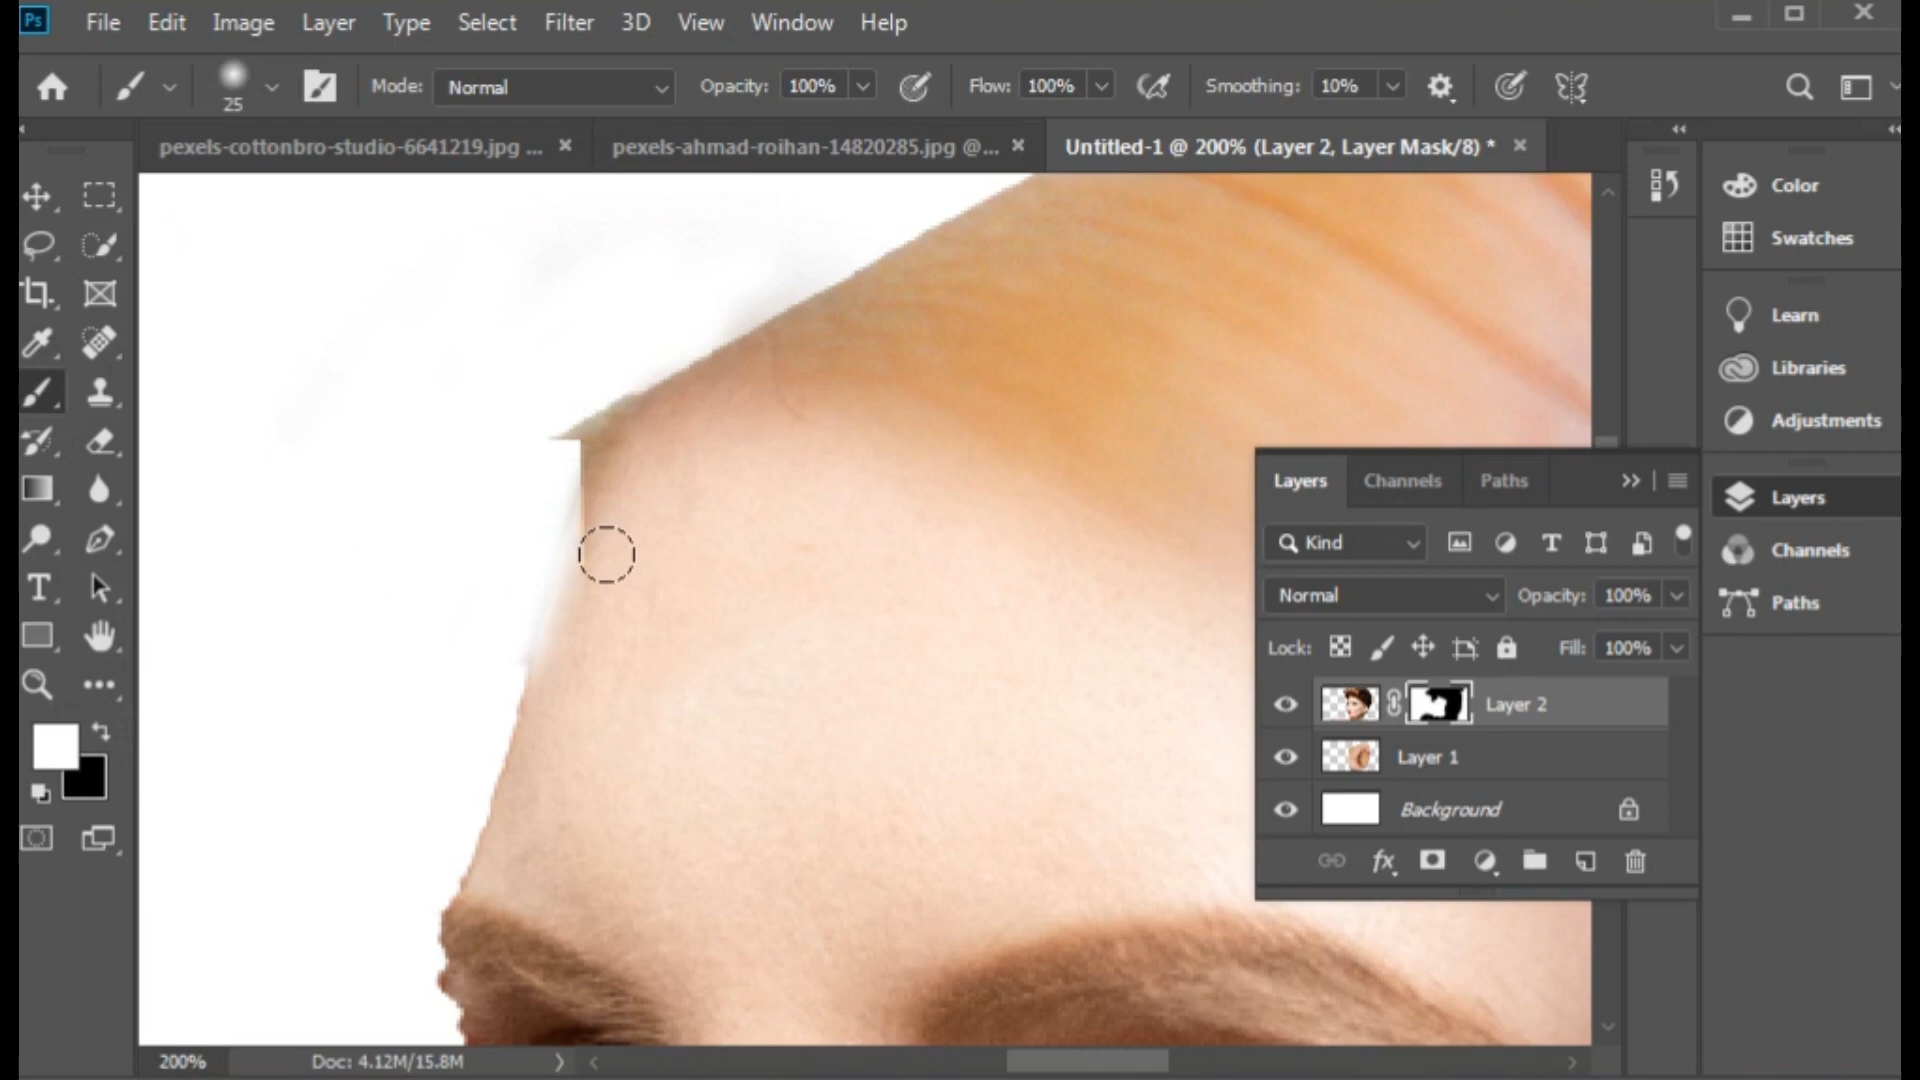 Ps File Edit Image Layer Type Select Filter 3D View Window Help
25 Mode: Normal Opacity: 100% Flow: 100% Smoothing: 10%
pexels-cottonbro-studio-6641219.jpg ... × pexels-ahmad-roihan-14820285.jpg @... × Untitled-1 @ 200% (Layer 2, Layer Mask/8) * ×
Color
Swatches
Learn
Libraries
Adjustments
Layers
Channels
Paths
Layers Channels Paths
Kind
Normal Opacity: 100%
Lock: Fill: 100%
Layer 2
Layer 1
Background
fx
200% Doc: 4.12M/15.8M